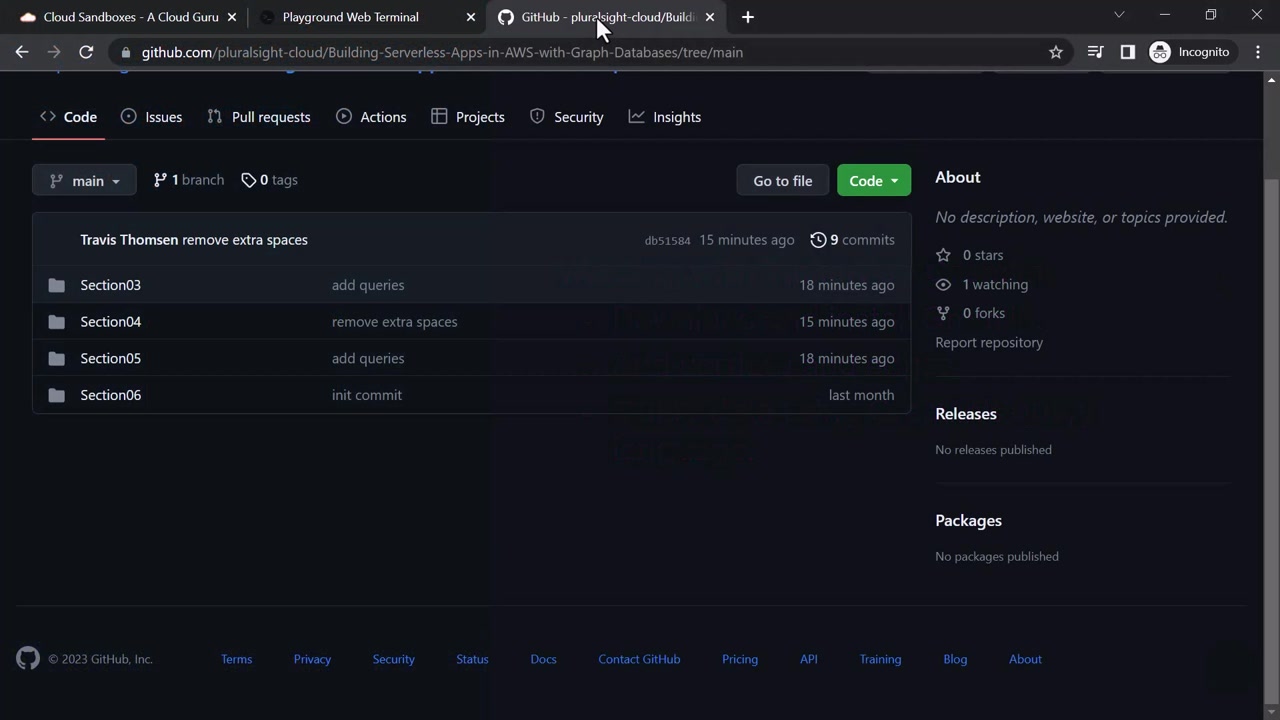 Cloud Sandboxes - A Cloud Guru
Playground Web Terminal
GitHub - pluralsight-cloud/Buildi
github.com/pluralsight-cloud/Building-Serverless-Apps-in-AWS-with-Graph-Databases/tree/main
Incognito
Code
Issues
Pull requests
Actions
Projects
Security
Insights
main
1 branch
0 tags
Go to file
Code
Travis Thomsen remove extra spaces
db51584 15 minutes ago
9 commits
Section03 add queries 18 minutes ago
Section04 remove extra spaces 15 minutes ago
Section05 add queries 18 minutes ago
Section06 init commit last month
About
No description, website, or topics provided.
0 stars
1 watching
0 forks
Report repository
Releases
No releases published
Packages
No packages published
© 2023 GitHub, Inc.
Terms
Privacy
Security
Status
Docs
Contact GitHub
Pricing
API
Training
Blog
About